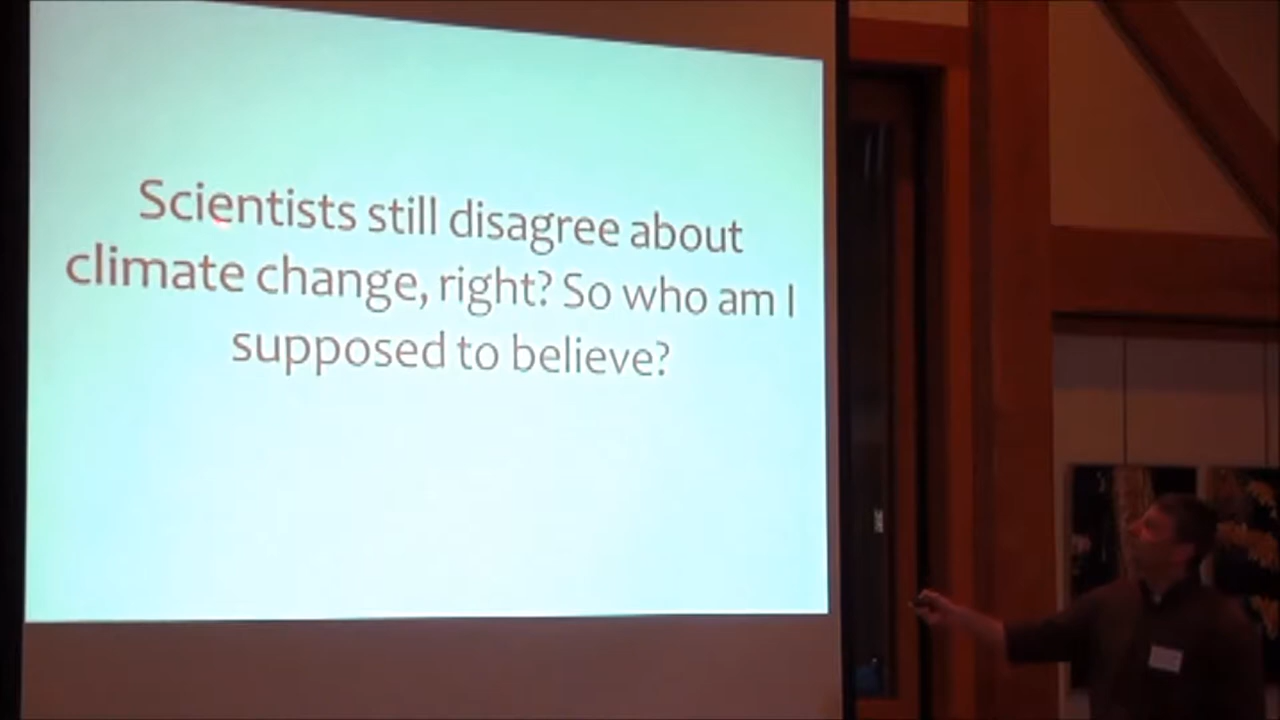 Scientists still disagree about
climate change, right? So who am I
supposed to believe?